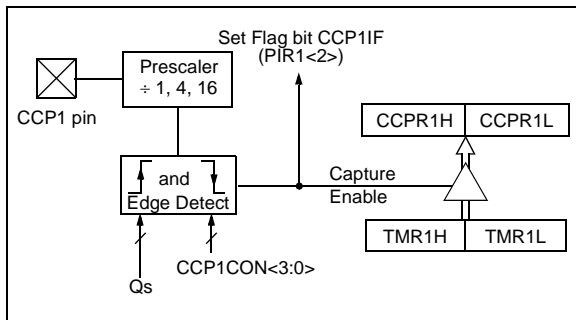 Set Flag bit CCP1IF
(PIR1<2>)
Prescaler
÷ 1, 4, 16
CCP1 pin
CCPR1H
CCPR1L
and
Edge Detect
Capture
Enable
TMR1H
TMR1L
CCP1CON<3:0>
Qs